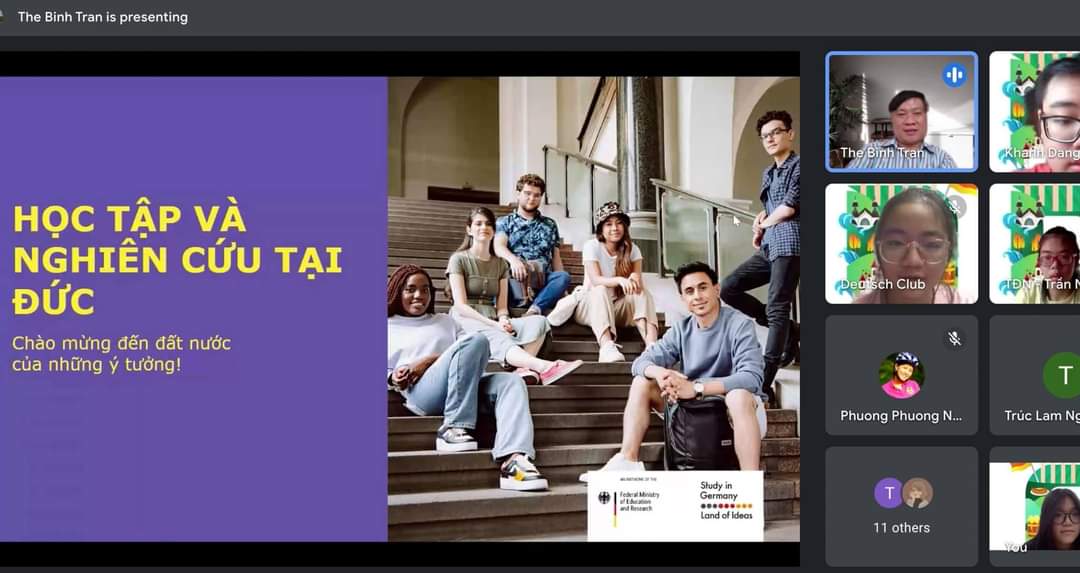 The Binh Tran is presenting
HỌC TẬP VÀ
NGHIÊN CỨU TẠI
ĐỨC
Chào mừng đến đất nước
của những ý tưởng!
Federal Ministry
of Education
and Research
Study in
Germany
Land of Ideas
The Binh Tran
Khanh Dang
Deutsch Club
TĐN - Trần N
Phuong Phuong N...
T
Trúc Lam Ng
T
11 others
You